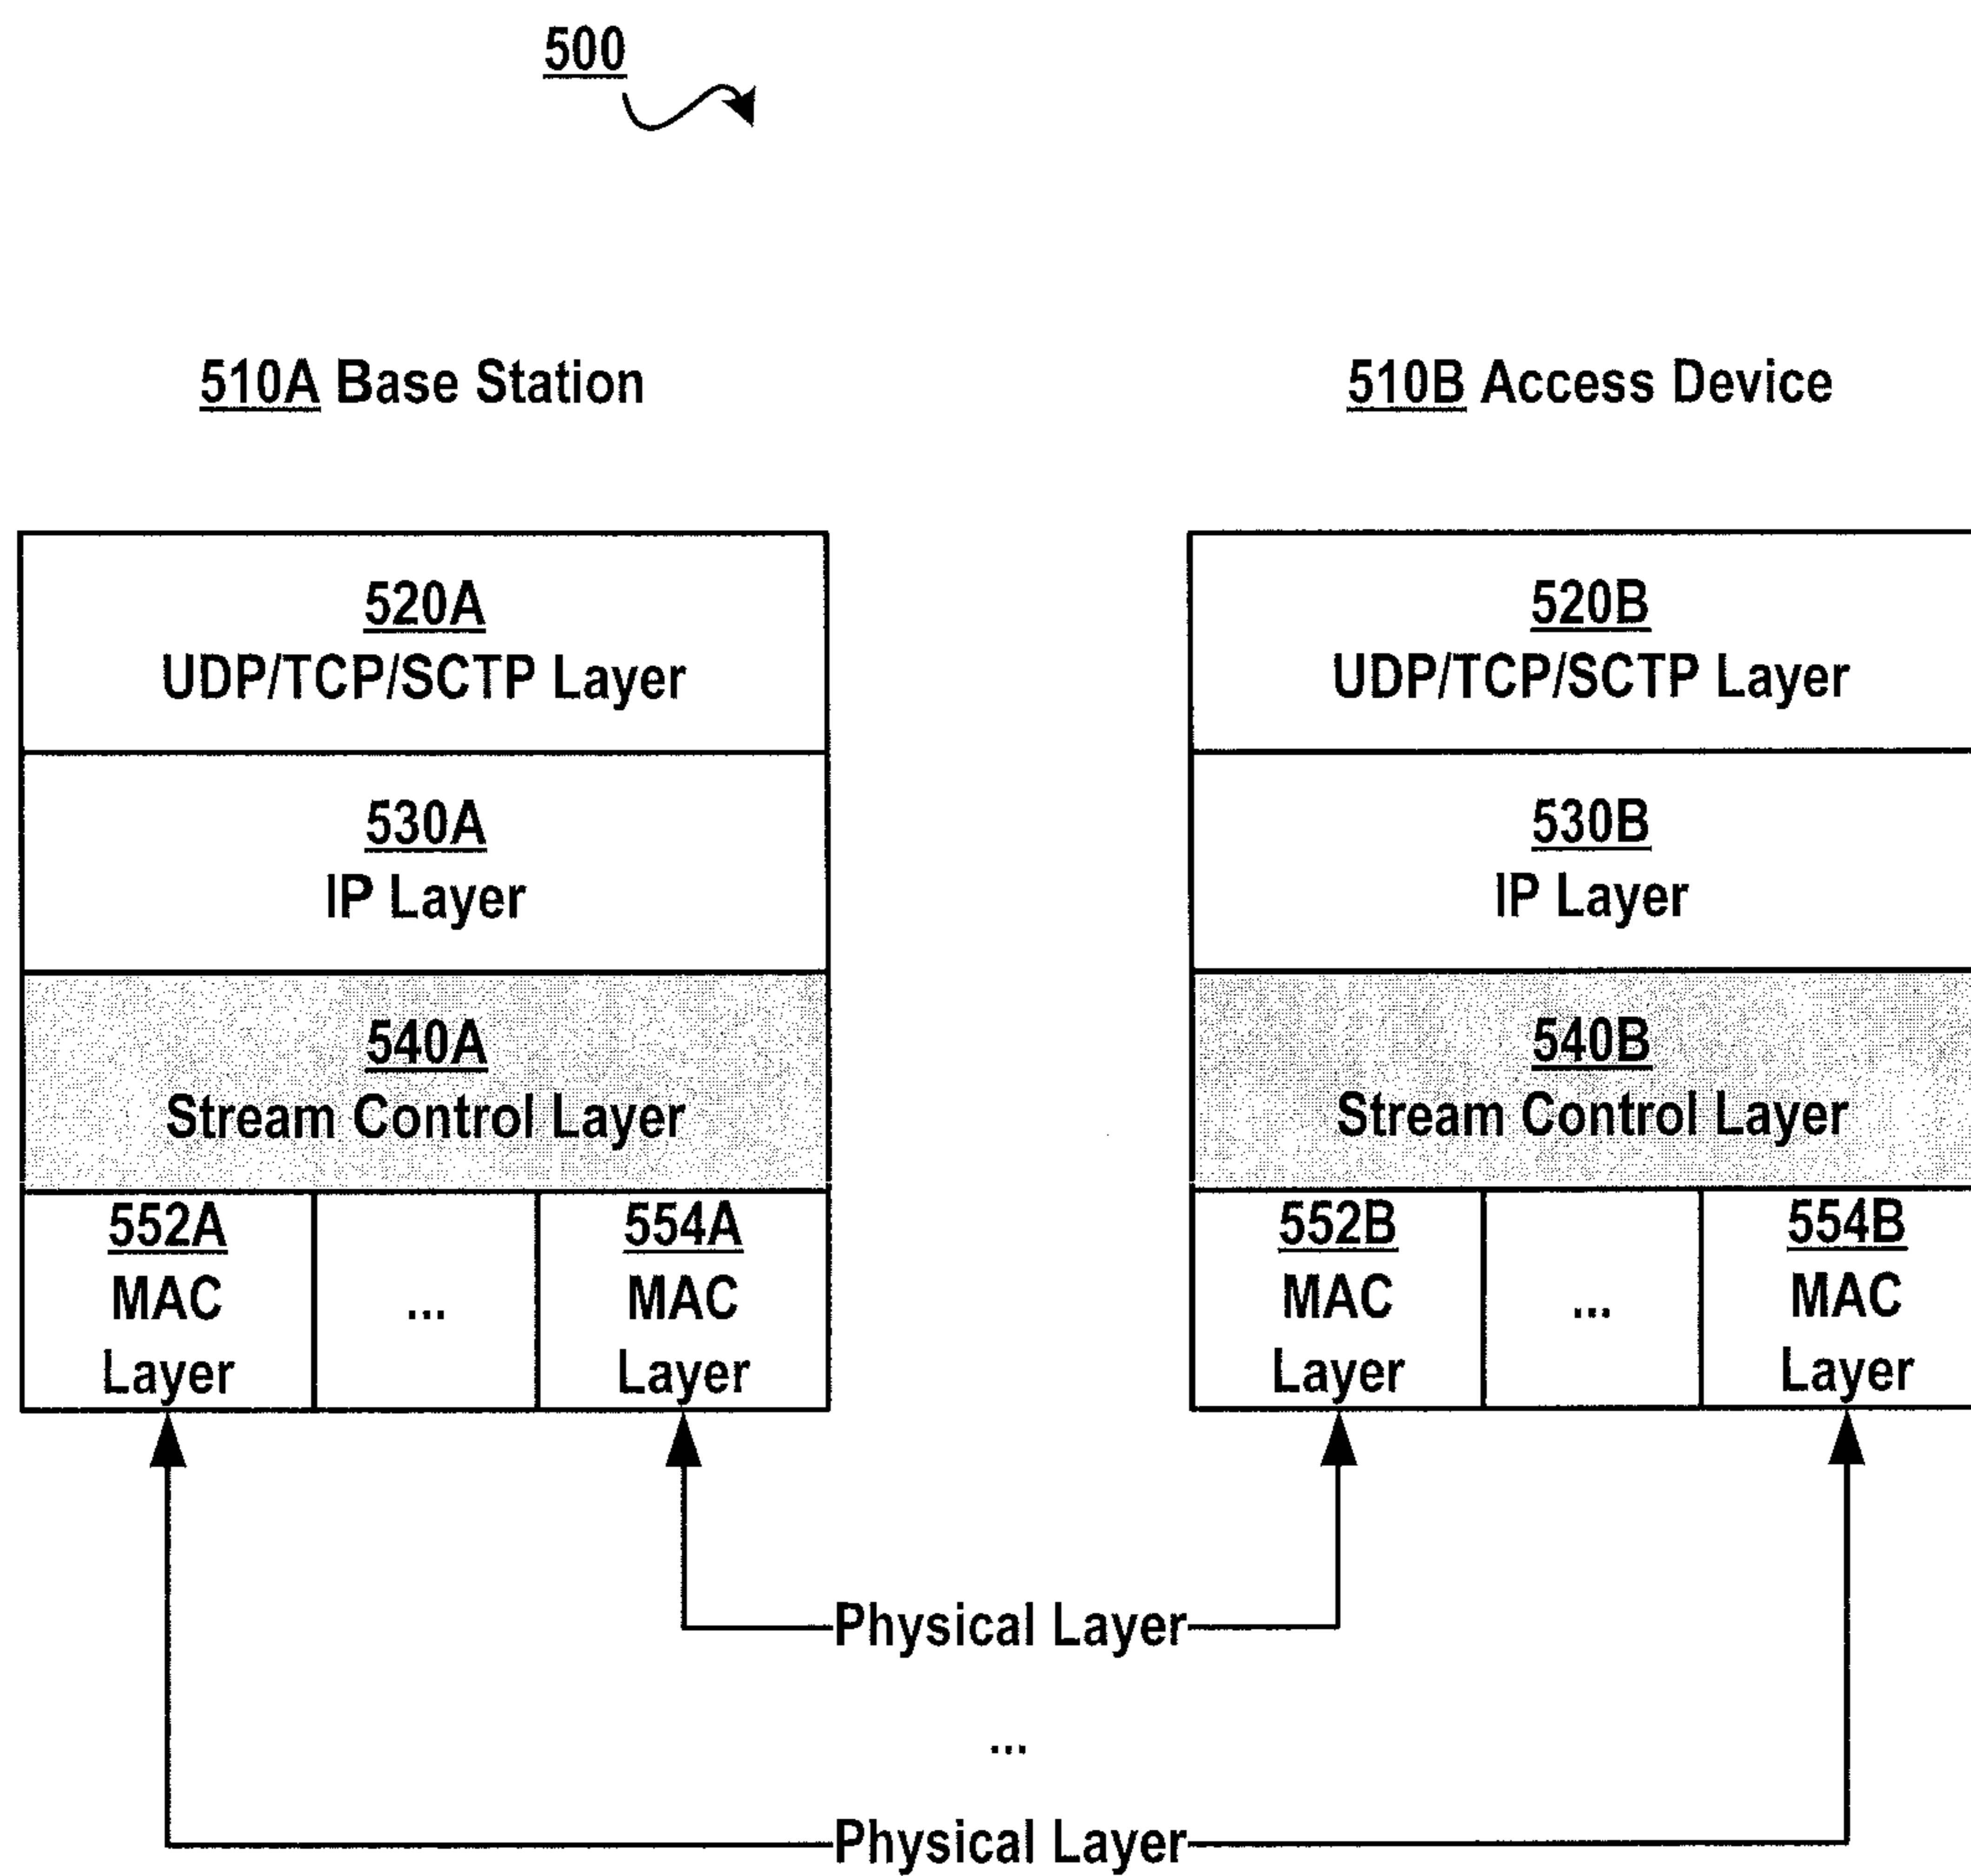 500
510A Base Station
510B Access Device
520A
UDP/TCP/SCTP Layer
520B
UDP/TCP/SCTP Layer
530A
IP Layer
530B
IP Layer
540A
Stream Control Layer
540B
Stream Control Layer
552A
MAC
Layer
...
554A
MAC
Layer
552B
MAC
Layer
...
554B
MAC
Layer
Physical Layer
...
Physical Layer